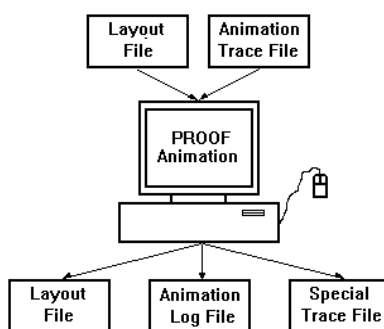 Layout
File
Animation
Trace File
PROOF
Animation
Layout
File
Animation
Log File
Special
Trace File